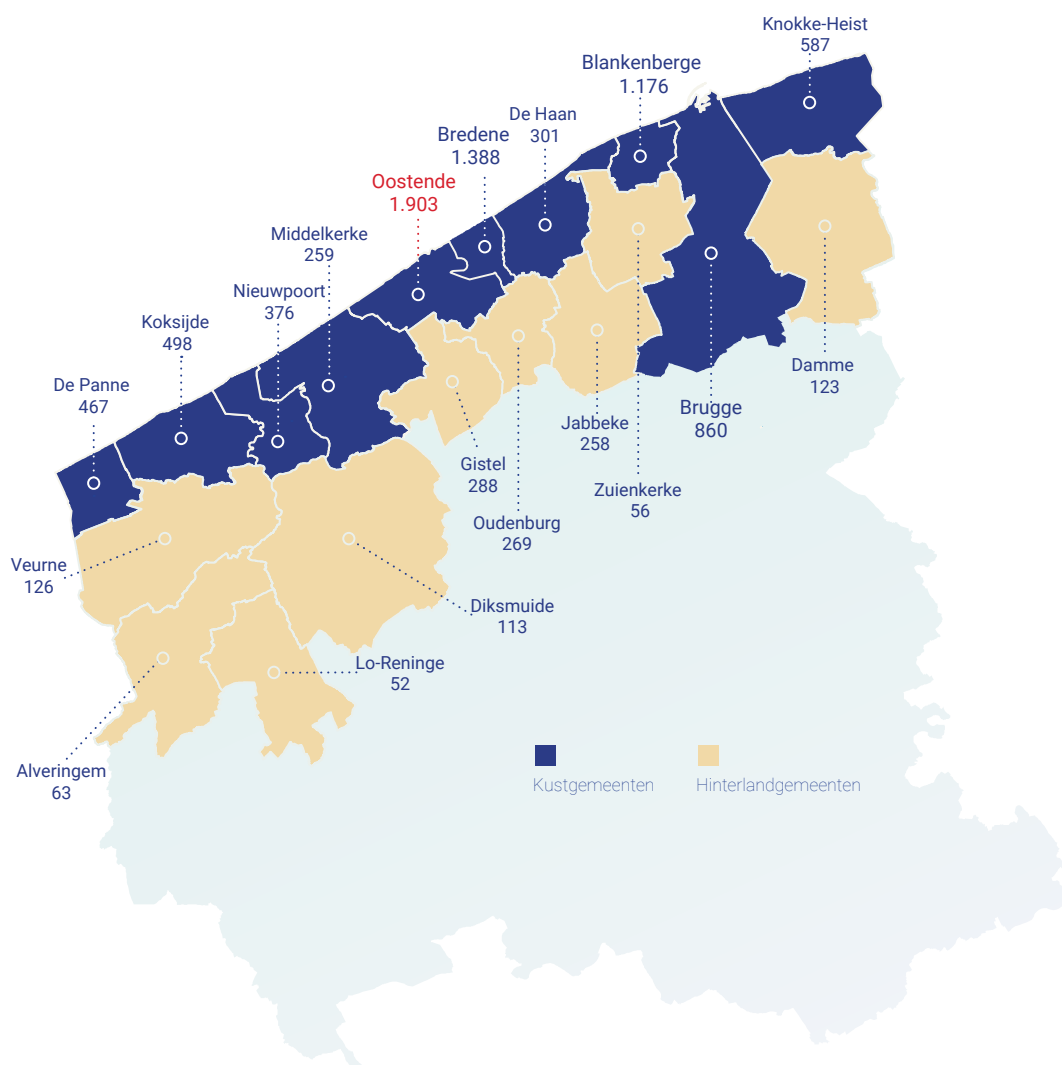 Knokke-Heist
587
Blankenberge
1.176
De Haan
301
Bredene
1.388
Oostende
1.903
Middelkerke
259
Nieuwpoort
376
Koksijde
498
De Panne
467
Damme
123
Brugge
860
Jabbeke
258
Zuienkerke
56
Gistel
288
Oudenburg
269
Veurne
126
Diksmuide
113
Lo-Reninge
52
Alveringem
63
Kustgemeenten
Hinterlandgemeenten